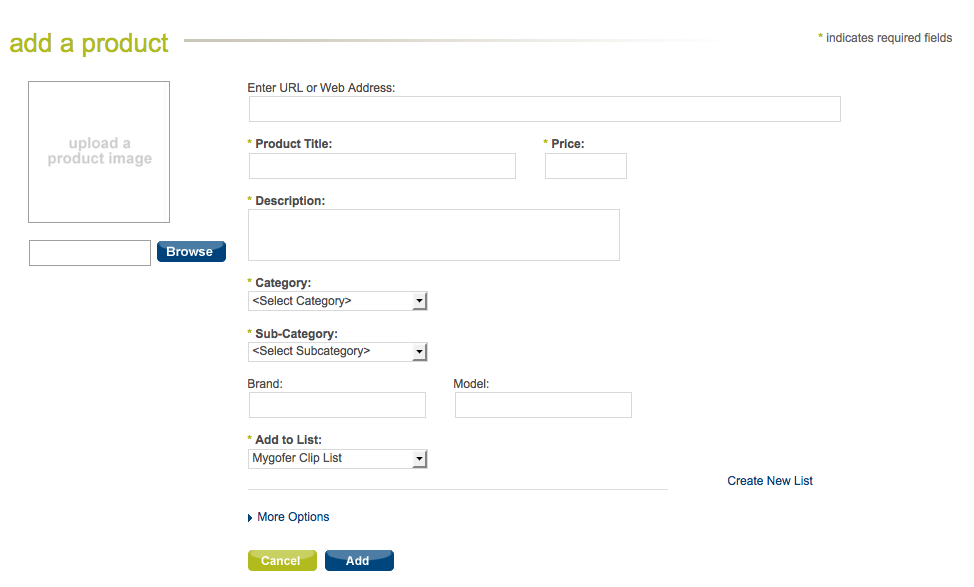 add a product
* indicates required fields
upload a
product image
Browse
Enter URL or Web Address:
* Product Title:
* Price:
* Description:
* Category:
<Select Category>
* Sub-Category:
<Select Subcategory>
Brand:
Model:
* Add to List:
Mygofer Clip List
Create New List
More Options
Cancel
Add